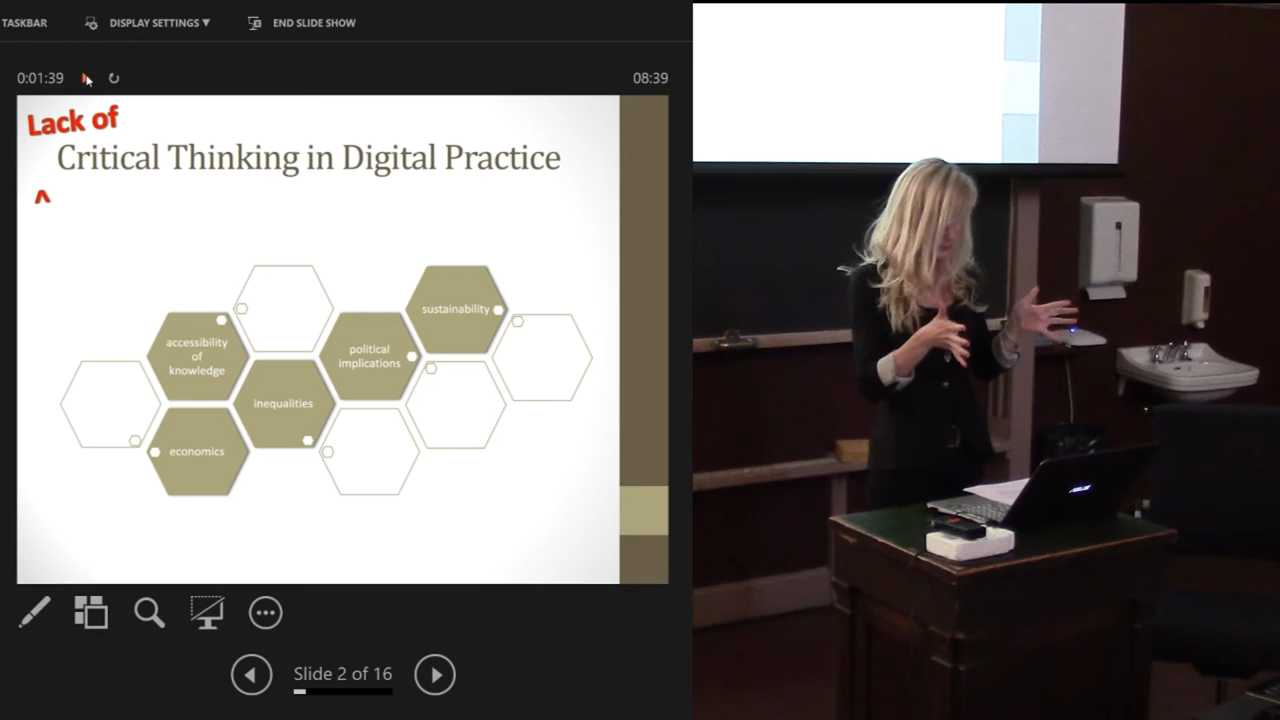 TASKBAR
DISPLAY SETTINGS ▼
END SLIDE SHOW
0:01:39
08:39
Lack of
Critical Thinking in Digital Practice
^
sustainability
accessibility
of
knowledge
political
implications
inequalities
economics
Slide 2 of 16
ASUS